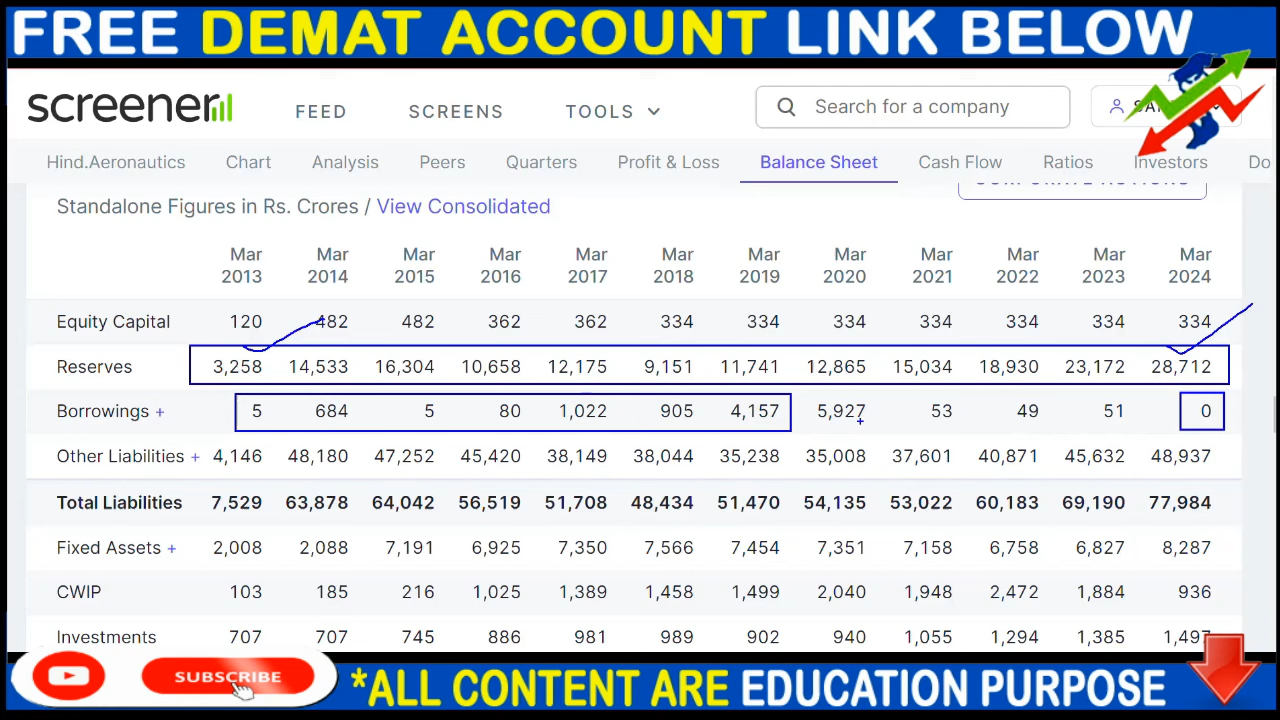 FREE DEMAT ACCOUNT LINK BELOW
screener FEED SCREENS TOOLS Search for a company
Hind.Aeronautics Chart Analysis Peers Quarters Profit & Loss Balance Sheet Cash Flow Ratios Investors Do
Standalone Figures in Rs. Crores / View Consolidated
Mar 2013 Mar 2014 Mar 2015 Mar 2016 Mar 2017 Mar 2018 Mar 2019 Mar 2020 Mar 2021 Mar 2022 Mar 2023 Mar 2024
Equity Capital 120 482 482 362 362 334 334 334 334 334 334 334
Reserves 3,258 14,533 16,304 10,658 12,175 9,151 11,741 12,865 15,034 18,930 23,172 28,712
Borrowings + 5 684 5 80 1,022 905 4,157 5,927 53 49 51 0
Other Liabilities + 4,146 48,180 47,252 45,420 38,149 38,044 35,238 35,008 37,601 40,871 45,632 48,937
Total Liabilities 7,529 63,878 64,042 56,519 51,708 48,434 51,470 54,135 53,022 60,183 69,190 77,984
Fixed Assets + 2,008 2,088 7,191 6,925 7,350 7,566 7,454 7,351 7,158 6,758 6,827 8,287
CWIP 103 185 216 1,025 1,389 1,458 1,499 2,040 1,948 2,472 1,884 936
Investments 707 707 745 886 981 989 902 940 1,055 1,294 1,385 1,497
SUBSCRIBE *ALL CONTENT ARE EDUCATION PURPOSE